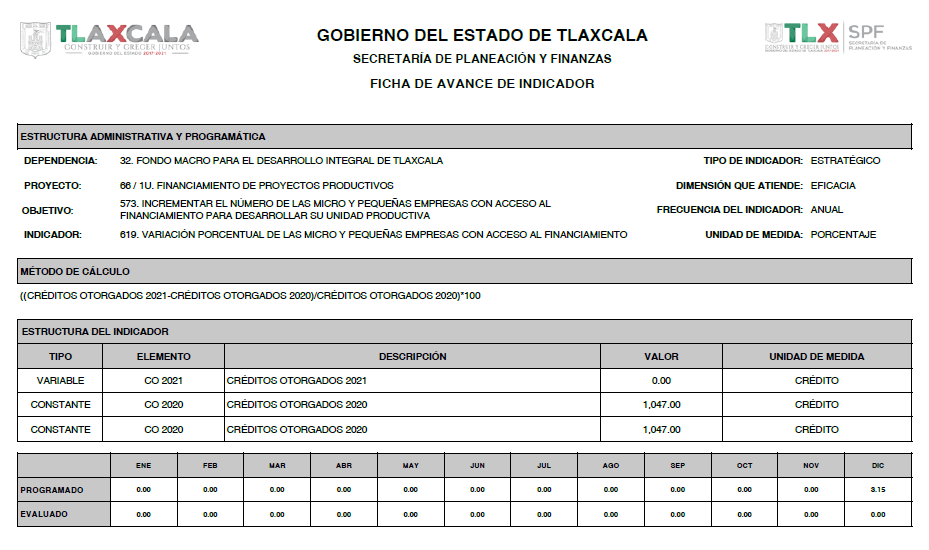 TLAXCALA
CONSTRUIR Y CRECER JUNTOS
GOBIERNO DEL ESTADO DE TLAXCALA
SECRETARÍA DE PLANEACIÓN Y FINANZAS
FICHA DE AVANCE DE INDICADOR
TLX SPF
CONSTRUIR Y CRECER JUNTOS
SECRETARÍA DE
PLANEACIÓN Y FINANZAS
ESTRUCTURA ADMINISTRATIVA Y PROGRAMÁTICA
DEPENDENCIA: 32. FONDO MACRO PARA EL DESARROLLO INTEGRAL DE TLAXCALA TIPO DE INDICADOR: ESTRATÉGICO
PROYECTO: 66 / 1U. FINANCIAMIENTO DE PROYECTOS PRODUCTIVOS DIMENSIÓN QUE ATIENDE: EFICACIA
OBJETIVO: 573. INCREMENTAR EL NÚMERO DE LAS MICRO Y PEQUEÑAS EMPRESAS CON ACCESO AL
FINANCIAMIENTO PARA DESARROLLAR SU UNIDAD PRODUCTIVA FRECUENCIA DEL INDICADOR: ANUAL
INDICADOR: 619. VARIACIÓN PORCENTUAL DE LAS MICRO Y PEQUEÑAS EMPRESAS CON ACCESO AL FINANCIAMIENTO UNIDAD DE MEDIDA: PORCENTAJE
MÉTODO DE CÁLCULO
((CRÉDITOS OTORGADOS 2021-CRÉDITOS OTORGADOS 2020)/CRÉDITOS OTORGADOS 2020)*100
ESTRUCTURA DEL INDICADOR
TIPO ELEMENTO DESCRIPCIÓN VALOR UNIDAD DE MEDIDA
VARIABLE CO 2021 CRÉDITOS OTORGADOS 2021 0.00 CRÉDITO
CONSTANTE CO 2020 CRÉDITOS OTORGADOS 2020 1,047.00 CRÉDITO
CONSTANTE CO 2020 CRÉDITOS OTORGADOS 2020 1,047.00 CRÉDITO
ENE FEB MAR ABR MAY JUN JUL AGO SEP OCT NOV DIC
PROGRAMADO 0.00 0.00 0.00 0.00 0.00 0.00 0.00 0.00 0.00 0.00 0.00 3.15
EVALUADO 0.00 0.00 0.00 0.00 0.00 0.00 0.00 0.00 0.00 0.00 0.00 0.00